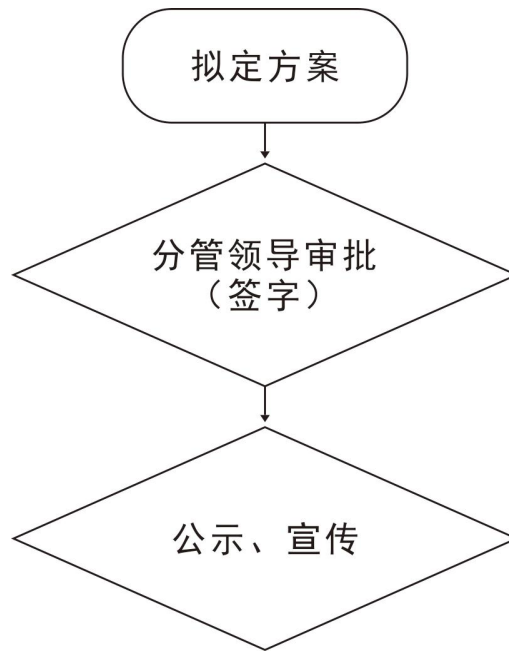 拟定方案
分管领导审批
（签字）
公示、宣传